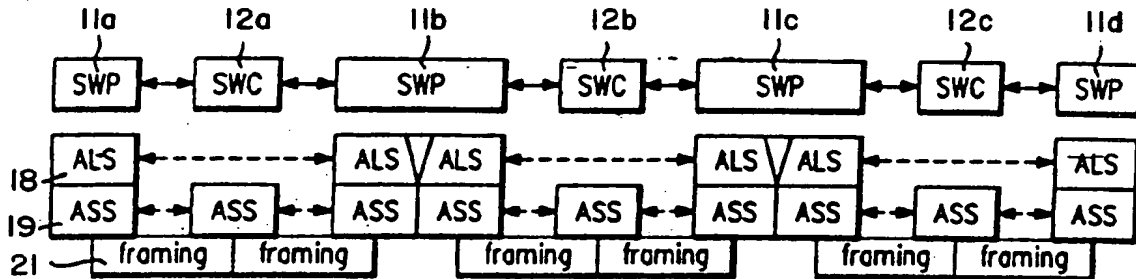 11a 12a 11b 12b 11c 12c 11d
SWP SWC SWP SWC SWP SWC SWP
18 ALS ALS ALS ALS ALS ALS
19 ASS ASS ASS ASS ASS ASS ASS ASS ASS
21 framing framing framing framing framing framing